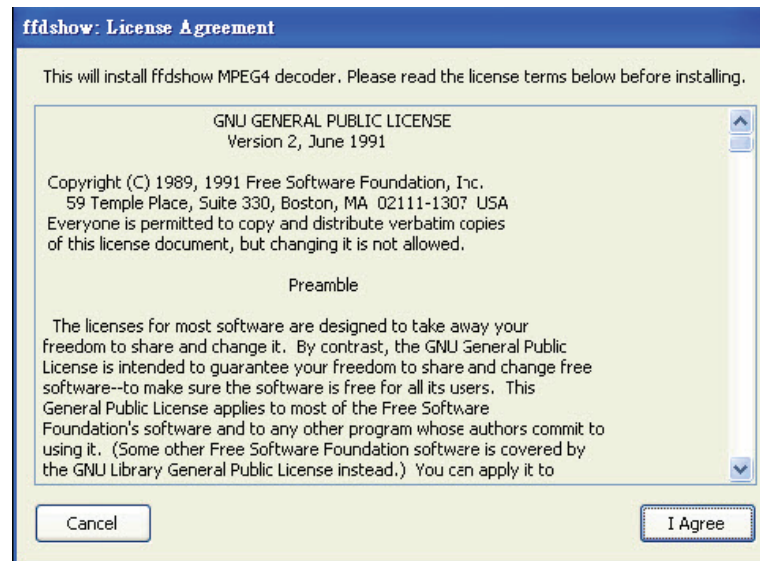 ffdshow: License Agreement
This will install ffdshow MPEG4 decoder. Please read the license terms below before installing.
GNU GENERAL PUBLIC LICENSE
Version 2, June 1991
Copyright (C) 1989, 1991 Free Software Foundation, Inc.
59 Temple Place, Suite 330, Boston, MA 02111-1307 USA
Everyone is permitted to copy and distribute verbatim copies
of this license document, but changing it is not allowed.
Preamble
The licenses for most software are designed to take away your
freedom to share and change it. By contrast, the GNU General Public
License is intended to guarantee your freedom to share and change free
software--to make sure the software is free for all its users. This
General Public License applies to most of the Free Software
Foundation's software and to any other program whose authors commit to
using it. (Some other Free Software Foundation software is covered by
the GNU Library General Public License instead.) You can apply it to
Cancel
I Agree